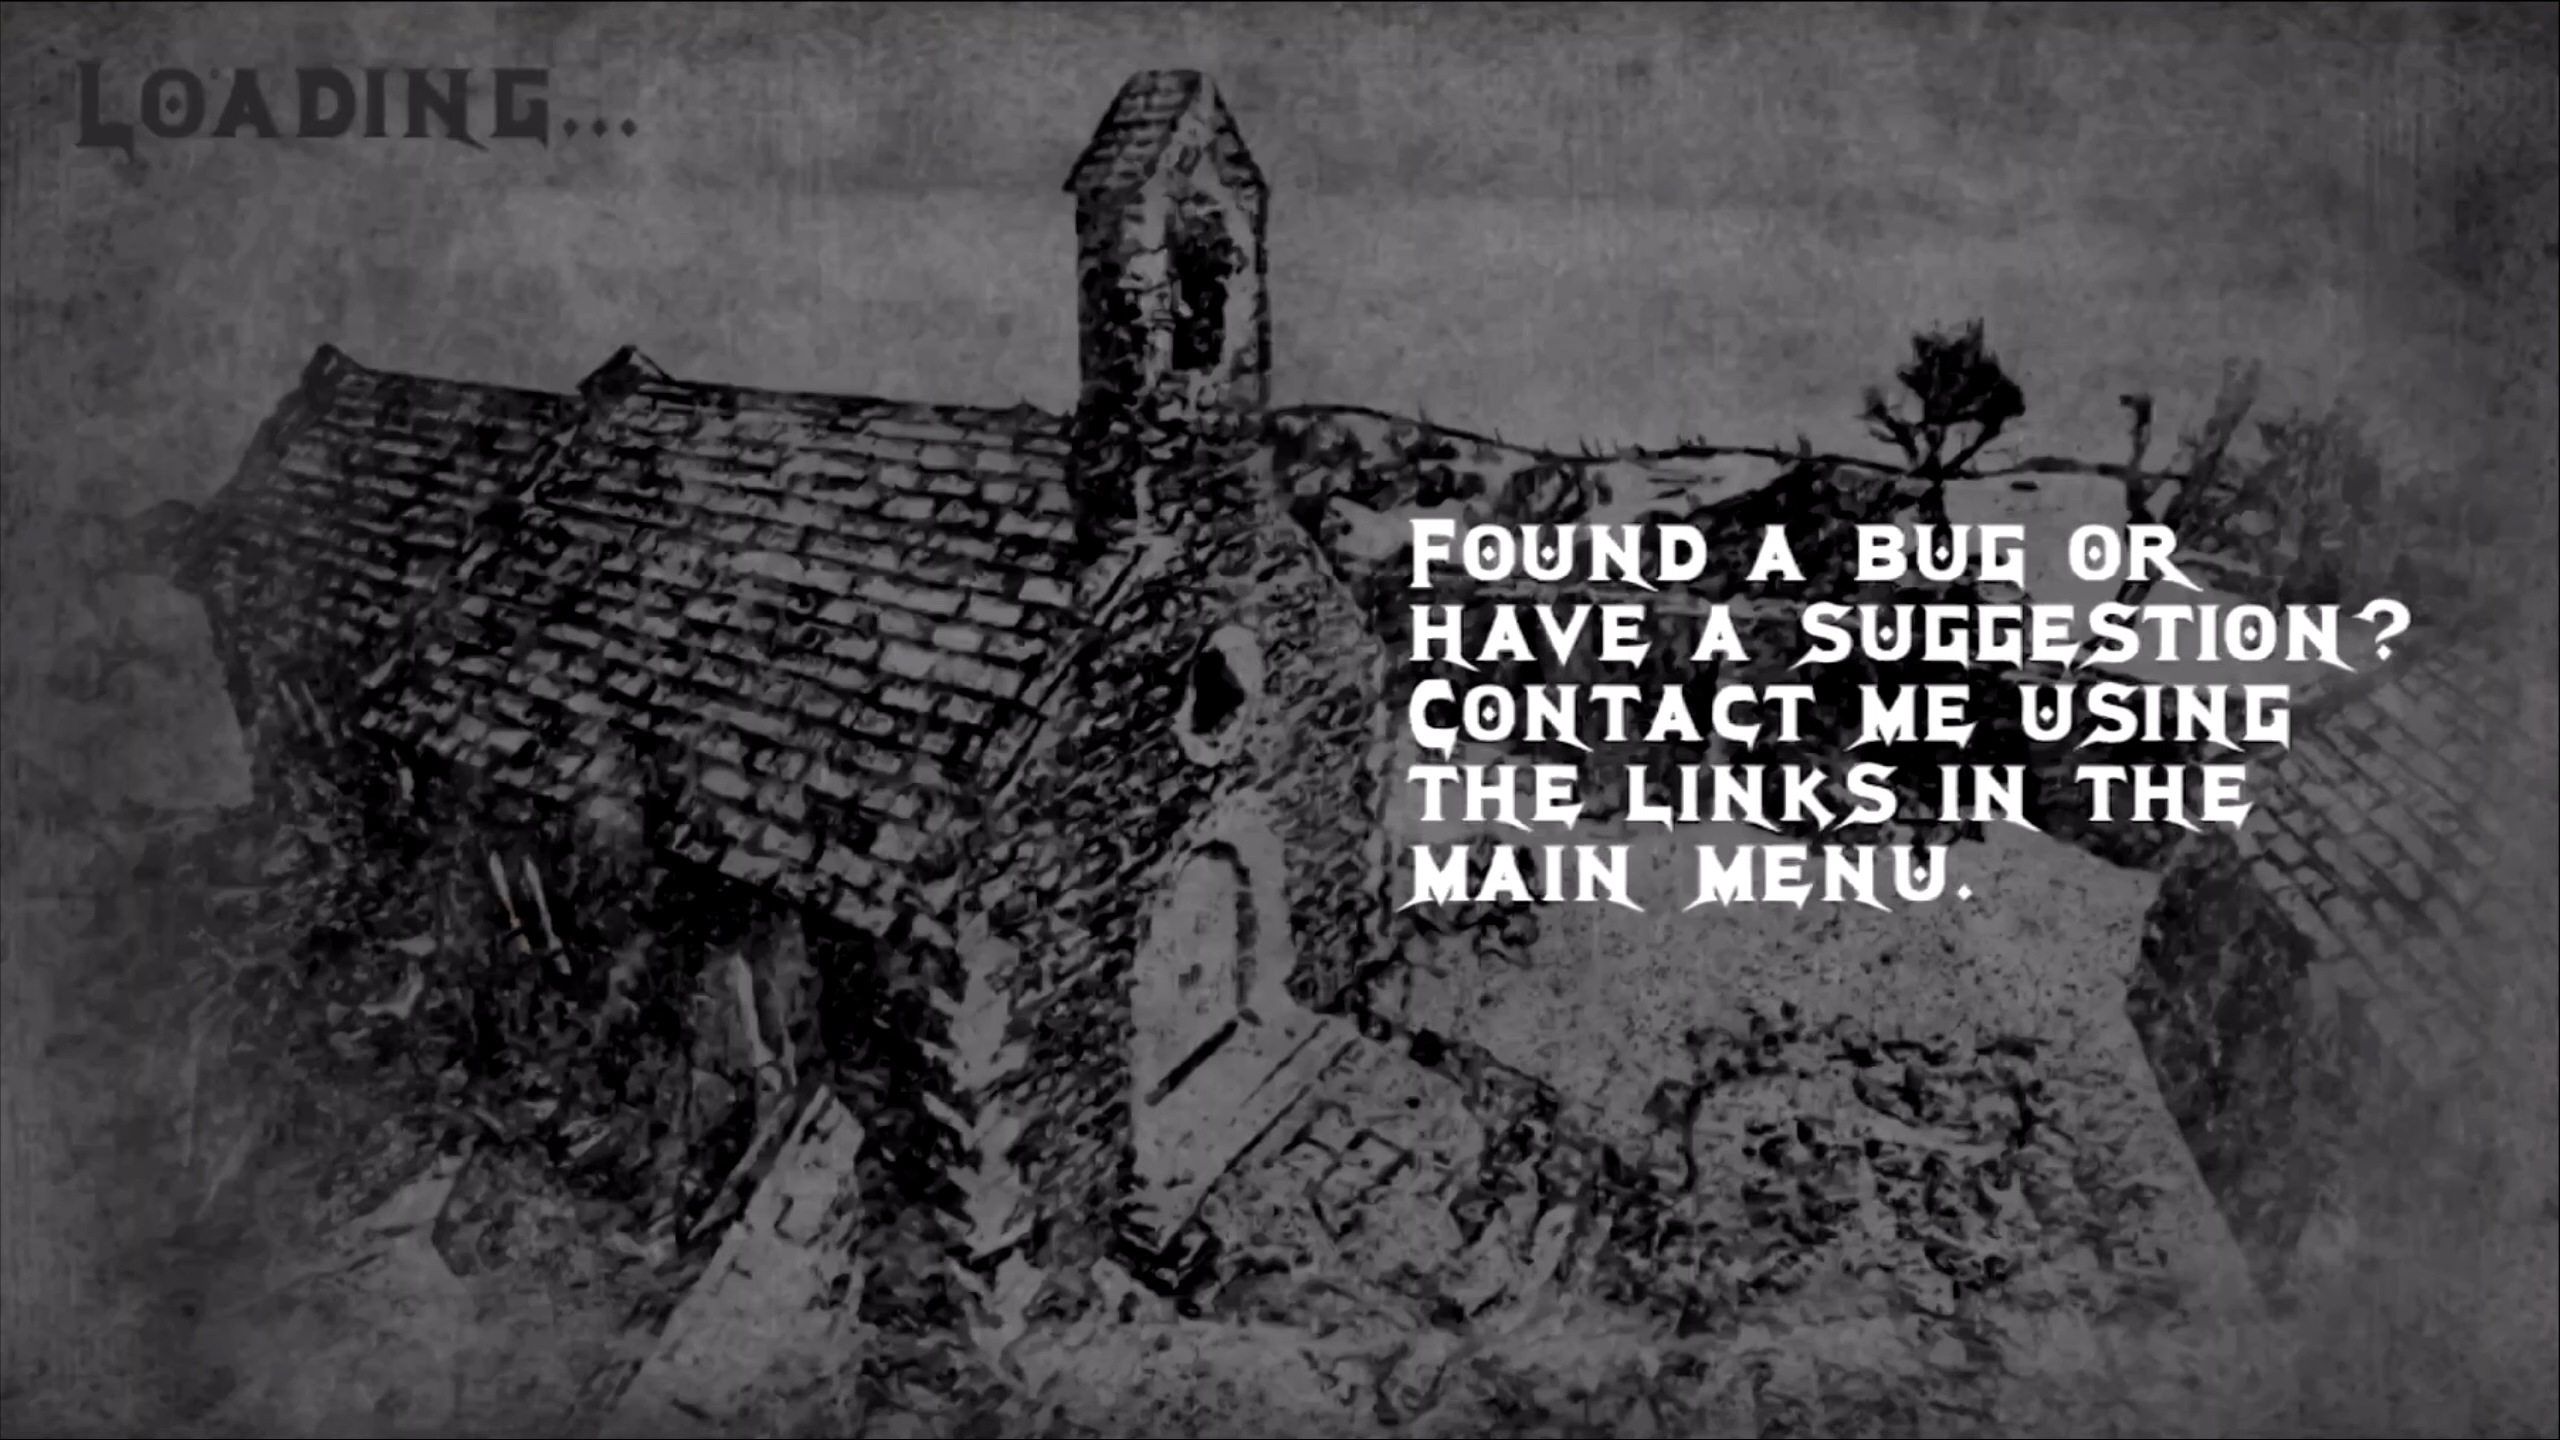 Loading...
Found a bug or
have a suggestion?
Contact me using
the links in the
main menu.